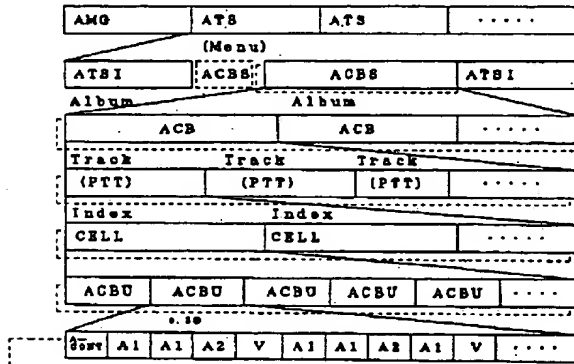 AMG ATS ATS .....
(Menu)
ATSI ACBS ACBS ATSI
Album Album
ACB ACB .....
Track Track Track
(PTT) (PTT) (PTT) .....
Index Index
CELL CELL .....
ACBU ACBU ACBU ACBU ACBU .....
A-CONT A1 A1 A2 V A1 A1 A2 A1 V ....